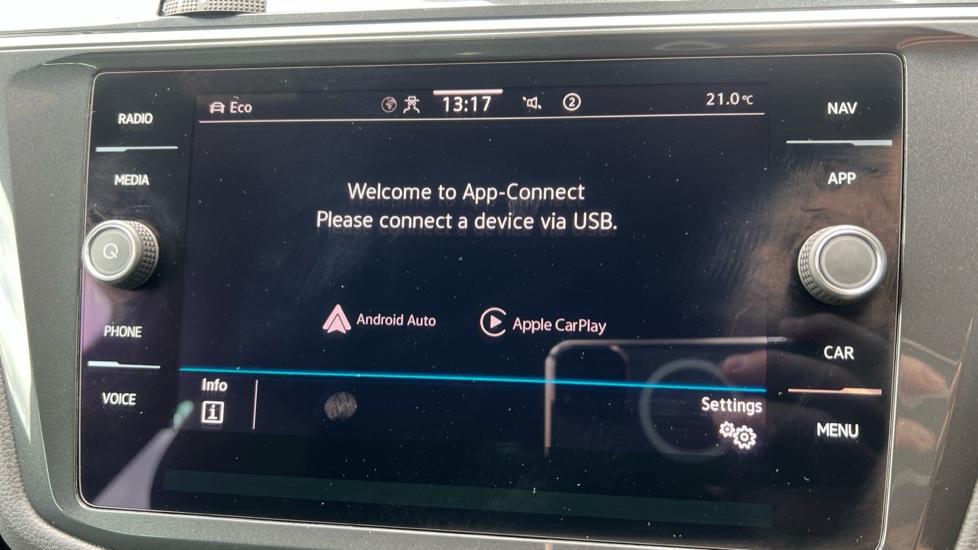 RADIO
MEDIA
PHONE
VOICE
Eco
13:17
2
21.0°C
Welcome to App-Connect
Please connect a device via USB.
Android Auto
Apple CarPlay
Info
i
Settings
NAV
APP
CAR
MENU